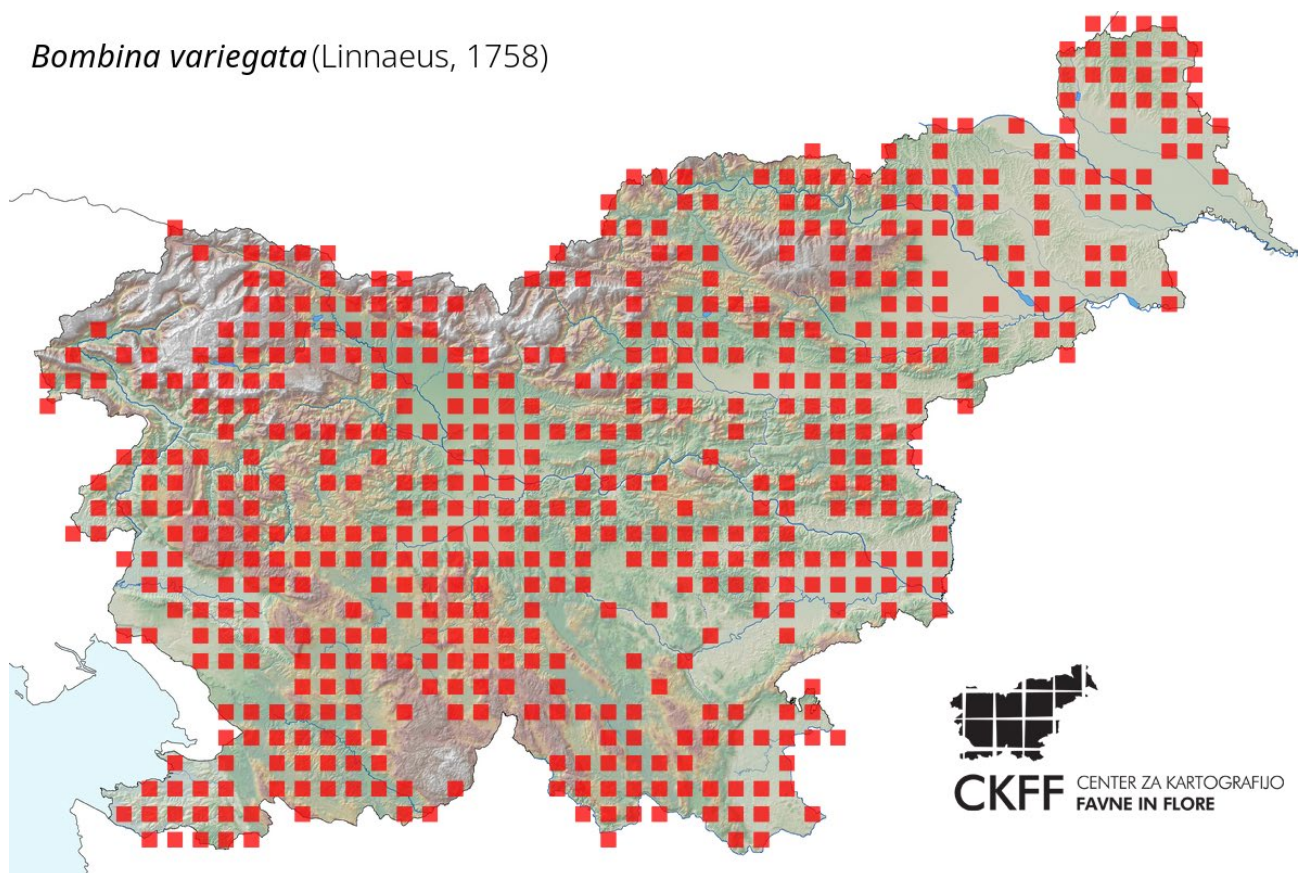 Bombina variegata (Linnaeus, 1758)
CKFF
CENTER ZA KARTOGRAFIJO
FAVNE IN FLORE